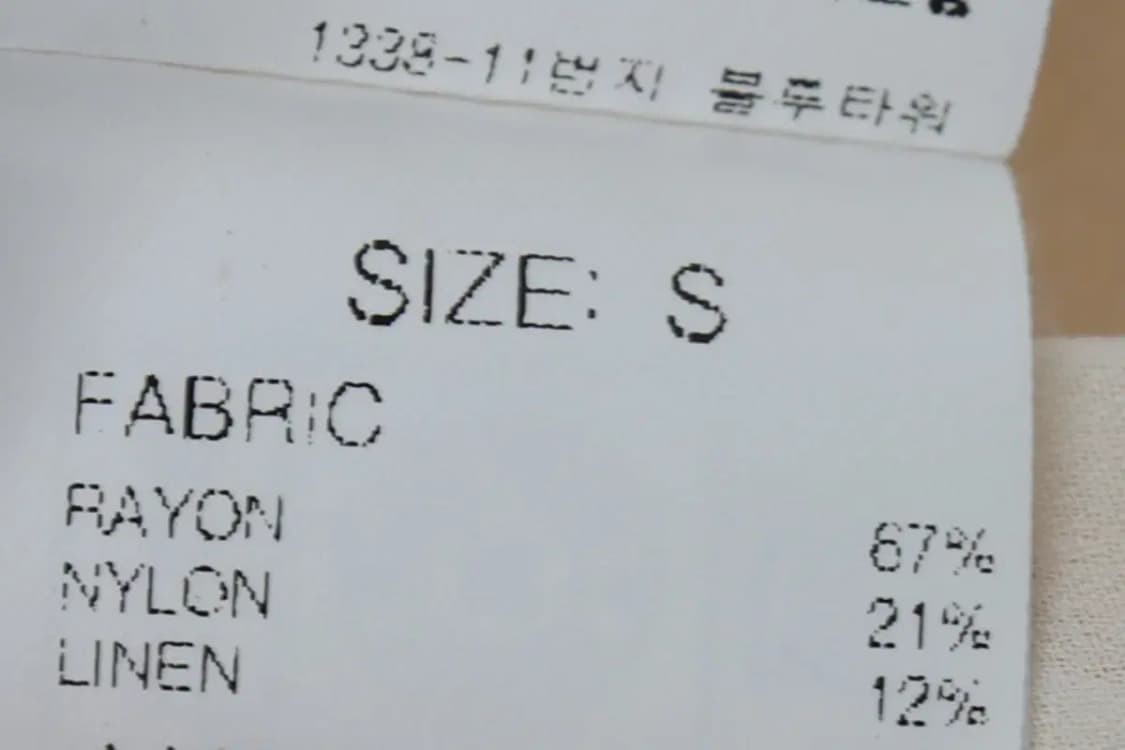 1338-11번지 블루타워
SIZE: S
FABRIC
RAYON 67%
NYLON 21%
LINEN 12%